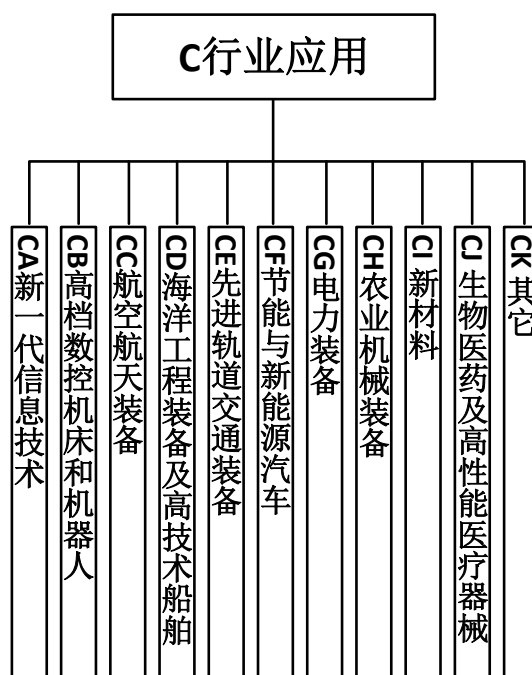 C行业应用
CA新一代信息技术
CB高档数控机床和机器人
CC航空航天装备
CD海洋工程装备及高技术船舶
CE先进轨道交通装备
CF节能与新能源汽车
CG电力装备
CH农业机械装备
CI新材料
CJ生物医药及高性能医疗器械
CK其它